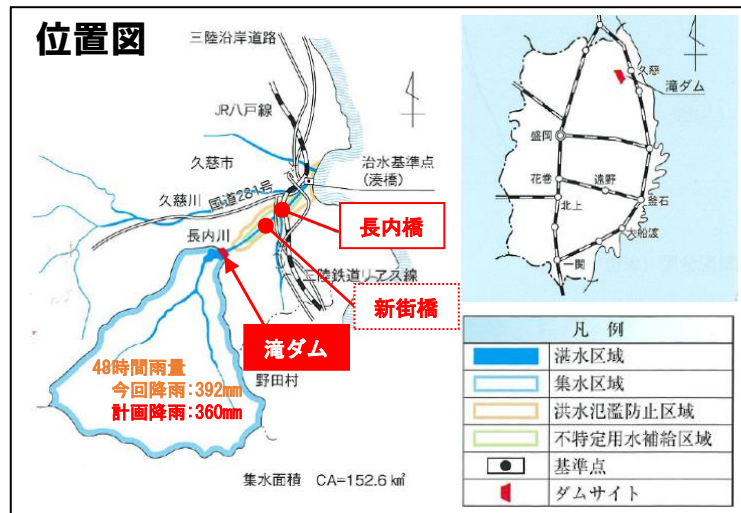 位置図
三陸沿岸道路
JR八戸線
久慈市
治水基準点
(湊橋)
久慈川
国道281号
長内橋
長内川
三陸鉄道リアス線
新街橋
滝ダム
48時間雨量
今回降雨:392mm
計画降雨:360mm
野田村
集水面積 CA=152.6㎢
久慈
滝ダム
盛岡
花巻
遠野
釜石
北上
大船渡
一関
凡例
湛水区域
集水区域
洪水氾濫防止区域
不特定用水補給区域
基準点
ダムサイト